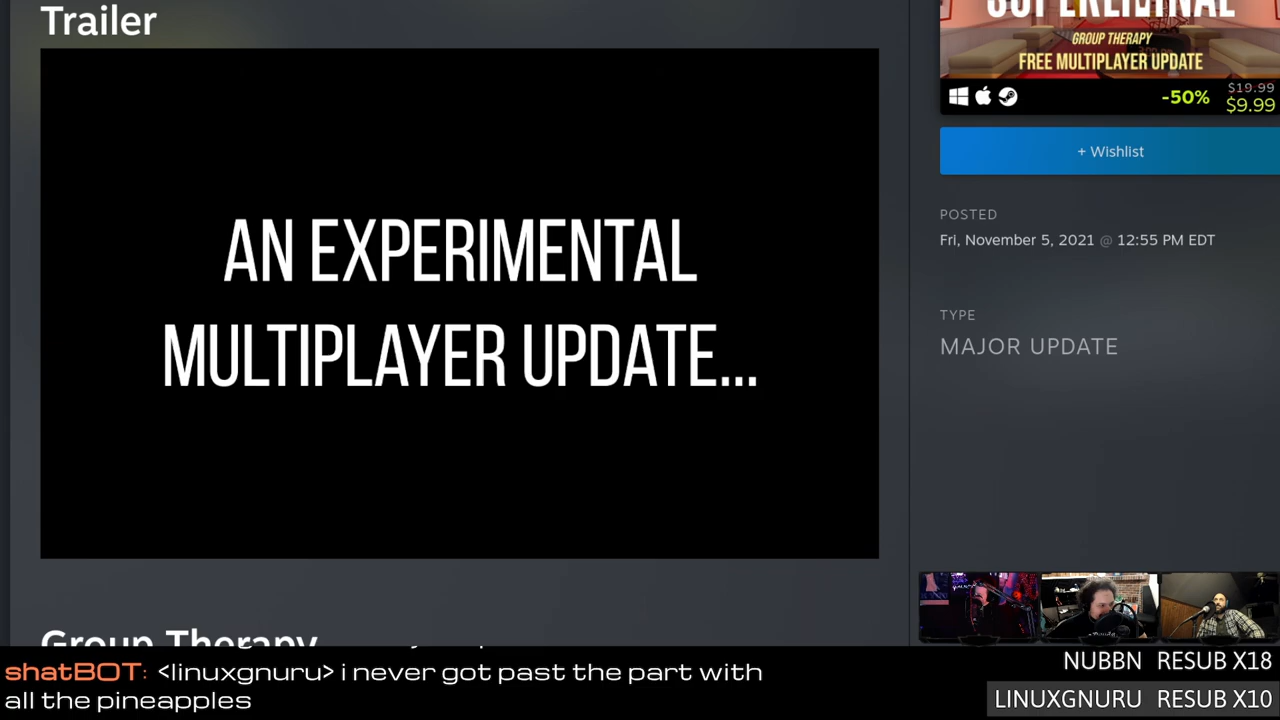 Trailer
AN EXPERIMENTAL
MULTIPLAYER UPDATE...
SUPERLIMINAL
GROUP THERAPY
FREE MULTIPLAYER UPDATE
-50%
$19.99
$9.99
+ Wishlist
POSTED
Fri, November 5, 2021 @ 12:55 PM EDT
TYPE
MAJOR UPDATE
Group Therapy
shatBOT: <linuxgnuru> i never got past the part with
all the pineapples
NUBBN RESUB X18
LINUXGNURU RESUB X10